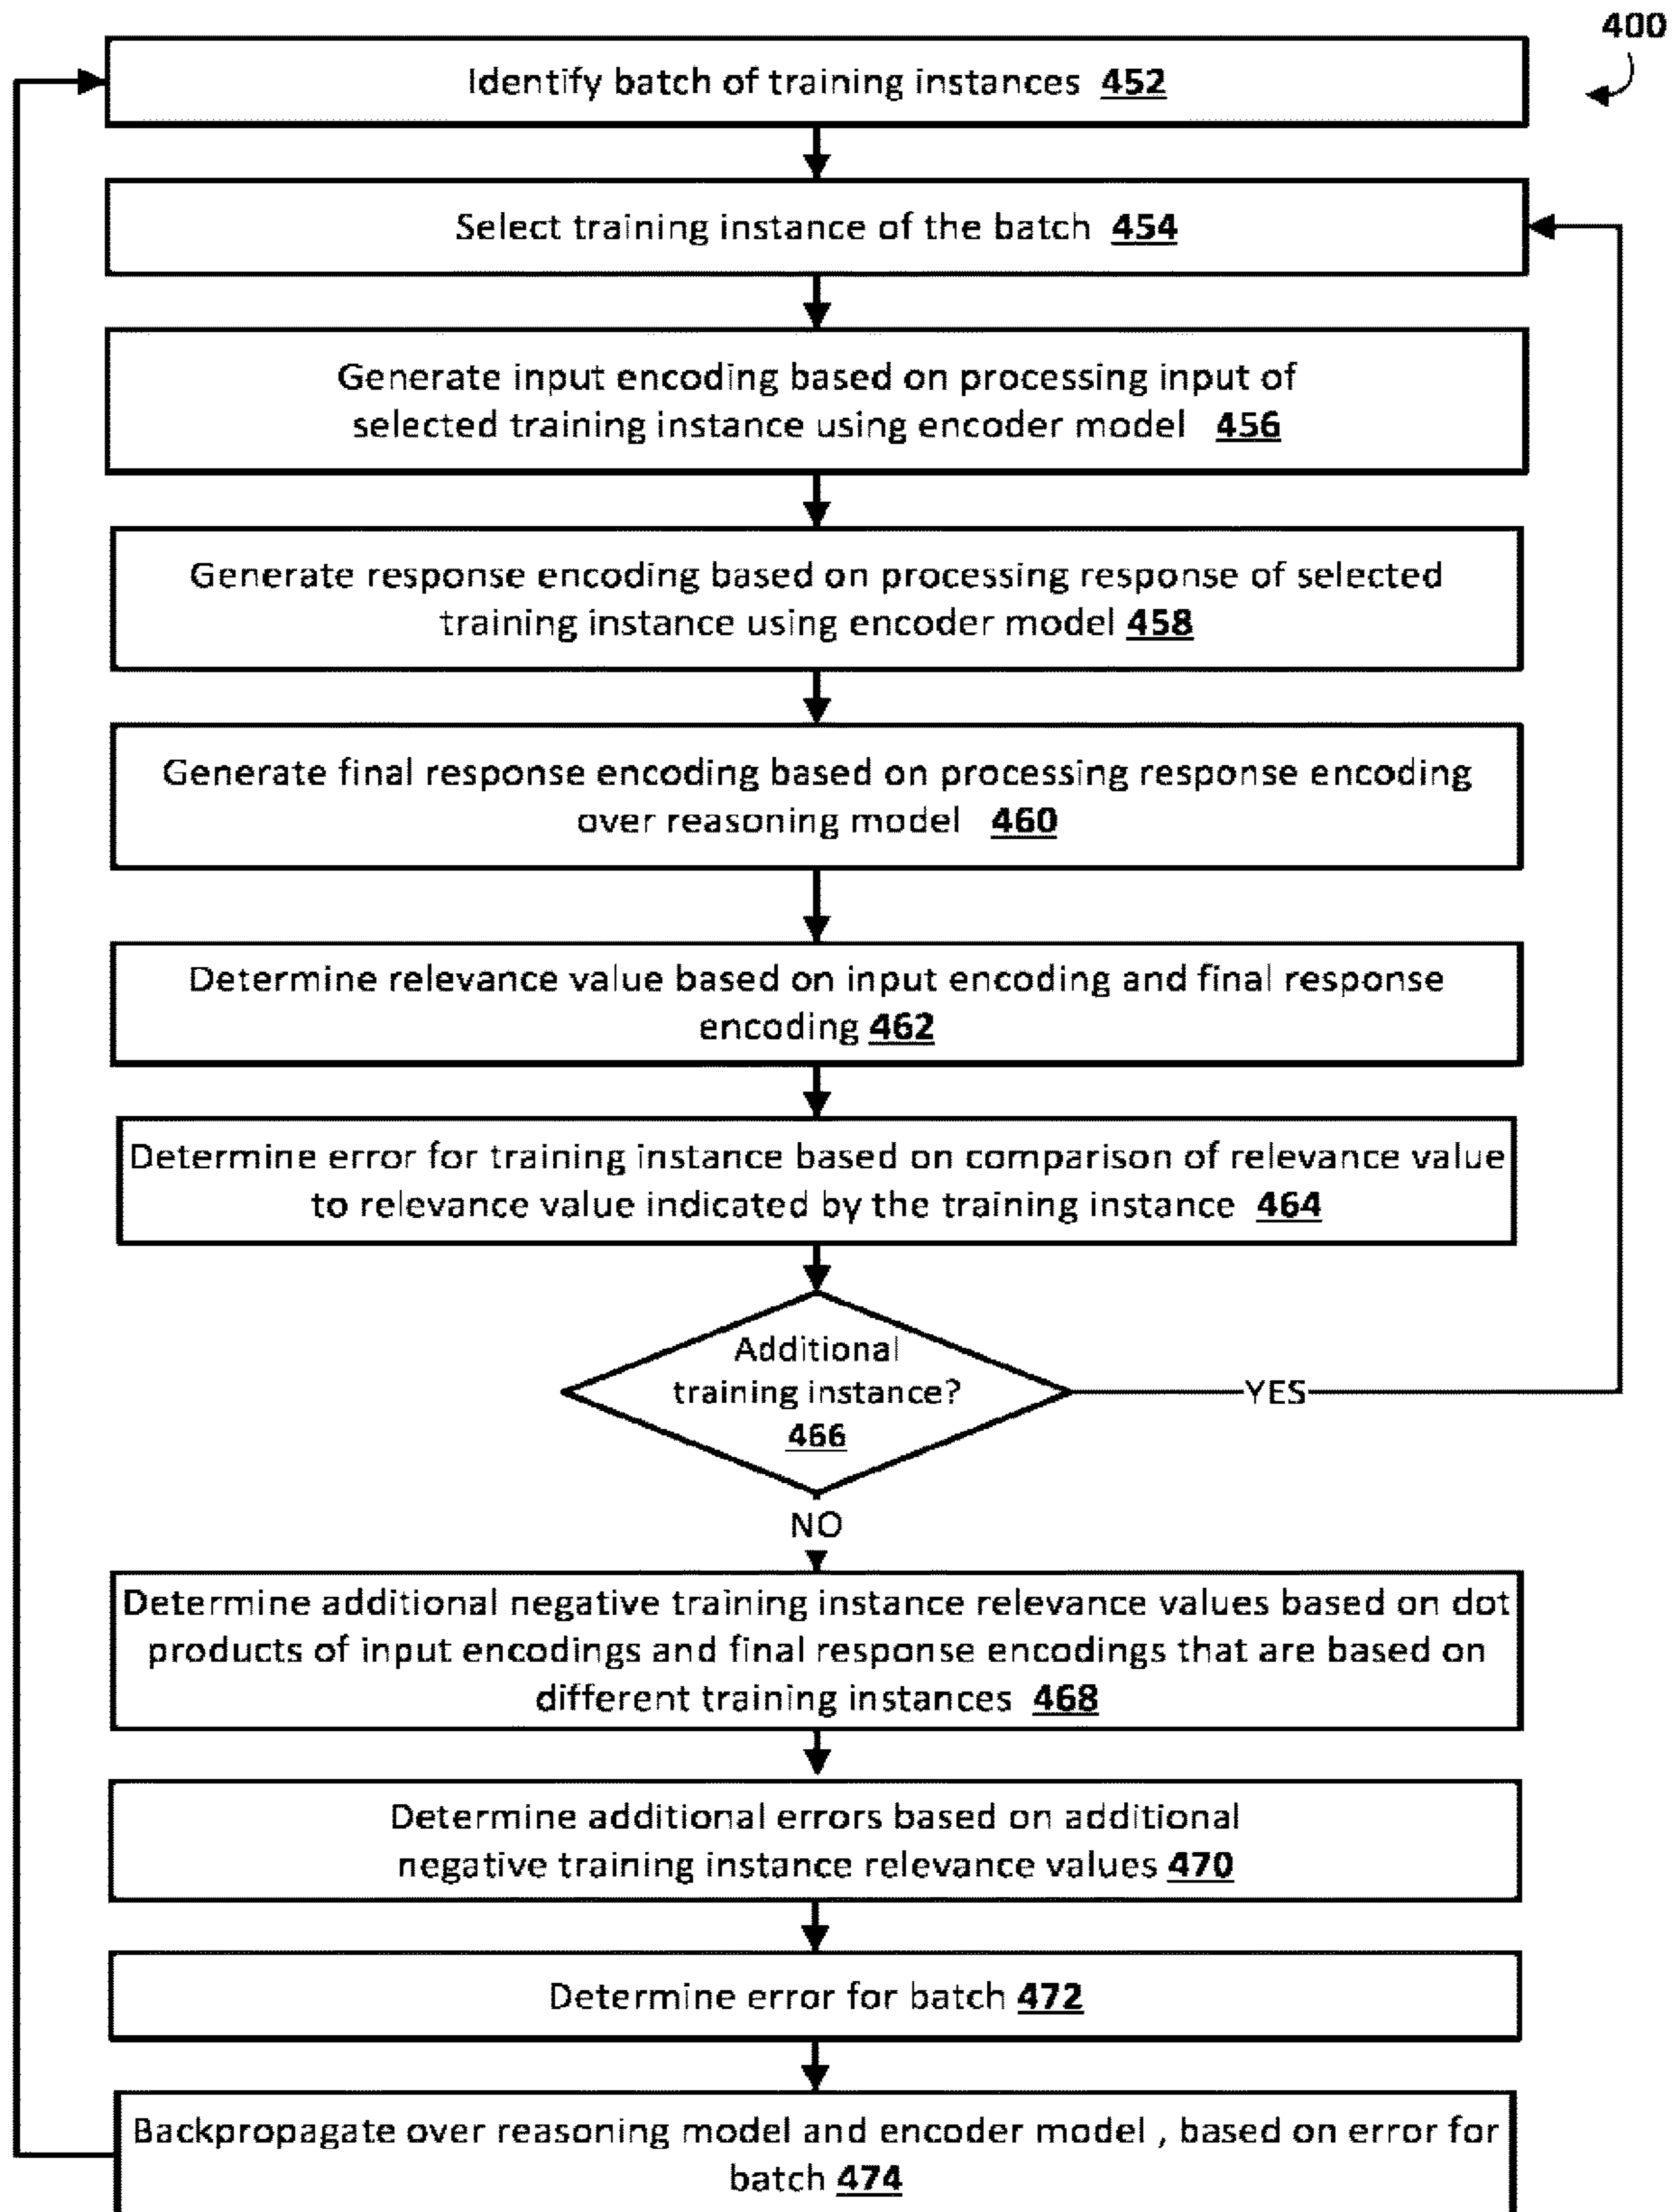 400
Identify batch of training instances 452
Select training instance of the batch 454
Generate input encoding based on processing input of
selected training instance using encoder model 456
Generate response encoding based on processing response of selected
training instance using encoder model 458
Generate final response encoding based on processing response encoding
over reasoning model 460
Determine relevance value based on input encoding and final response
encoding 462
Determine error for training instance based on comparison of relevance value
to relevance value indicated by the training instance 464
Additional
training instance?
466
YES
NO
Determine additional negative training instance relevance values based on dot
products of input encodings and final response encodings that are based on
different training instances 468
Determine additional errors based on additional
negative training instance relevance values 470
Determine error for batch 472
Backpropagate over reasoning model and encoder model , based on error for
batch 474